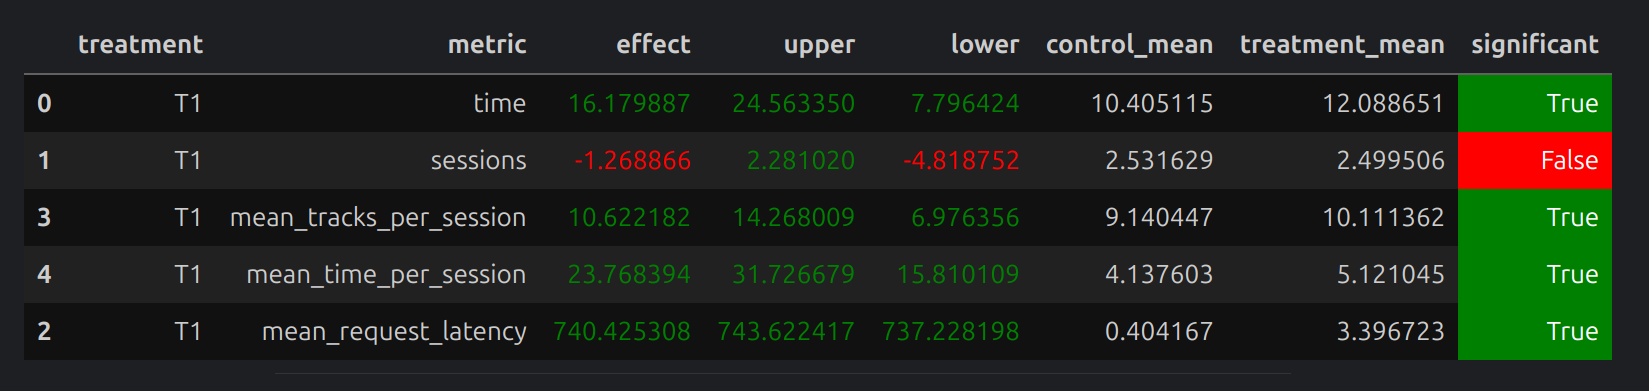 treatment metric effect upper lower control_mean treatment_mean significant
0 T1 time 16.179887 24.563350 7.796424 10.405115 12.088651 True
1 T1 sessions -1.268866 2.281020 -4.818752 2.531629 2.499506 False
3 T1 mean_tracks_per_session 10.622182 14.268009 6.976356 9.140447 10.111362 True
4 T1 mean_time_per_session 23.768394 31.726679 15.810109 4.137603 5.121045 True
2 T1 mean_request_latency 740.425308 743.622417 737.228198 0.404167 3.396723 True